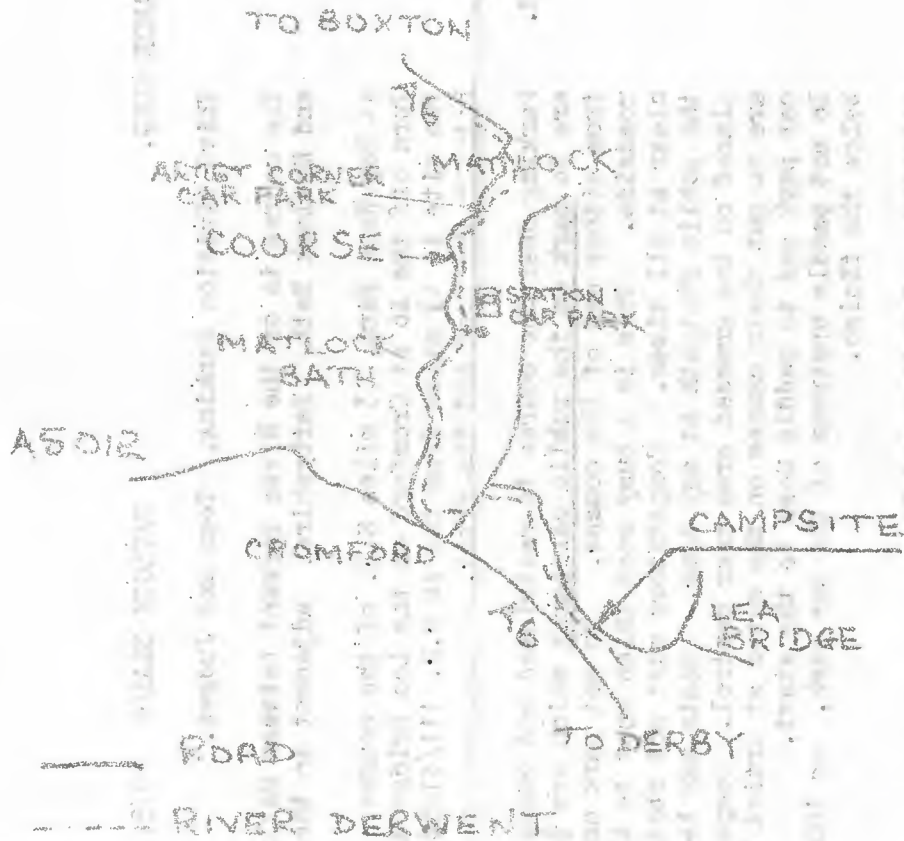 TO BUXTON
A6
MATLOCK
ARTIST CORNER
CAR PARK
COURSE
STATION
CAR PARK
MATLOCK
BATH
A5012
CAMPSITE
CROMFORD
LEA
BRIDGE
A6
TO DERBY
ROAD
RIVER DERWENT